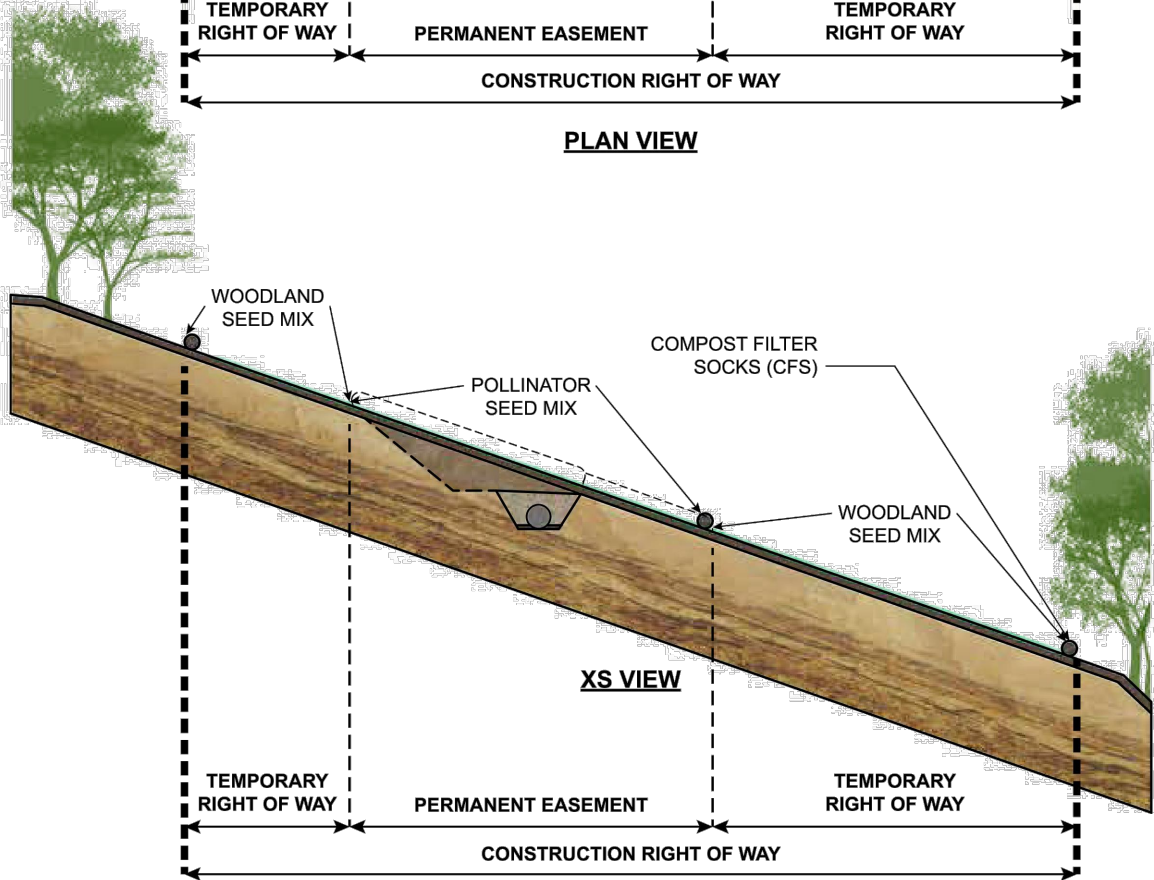 TEMPORARY
RIGHT OF WAY
PERMANENT EASEMENT
TEMPORARY
RIGHT OF WAY
CONSTRUCTION RIGHT OF WAY
PLAN VIEW
WOODLAND
SEED MIX
POLLINATOR
SEED MIX
COMPOST FILTER
SOCKS (CFS)
WOODLAND
SEED MIX
XS VIEW
TEMPORARY
RIGHT OF WAY
PERMANENT EASEMENT
TEMPORARY
RIGHT OF WAY
CONSTRUCTION RIGHT OF WAY